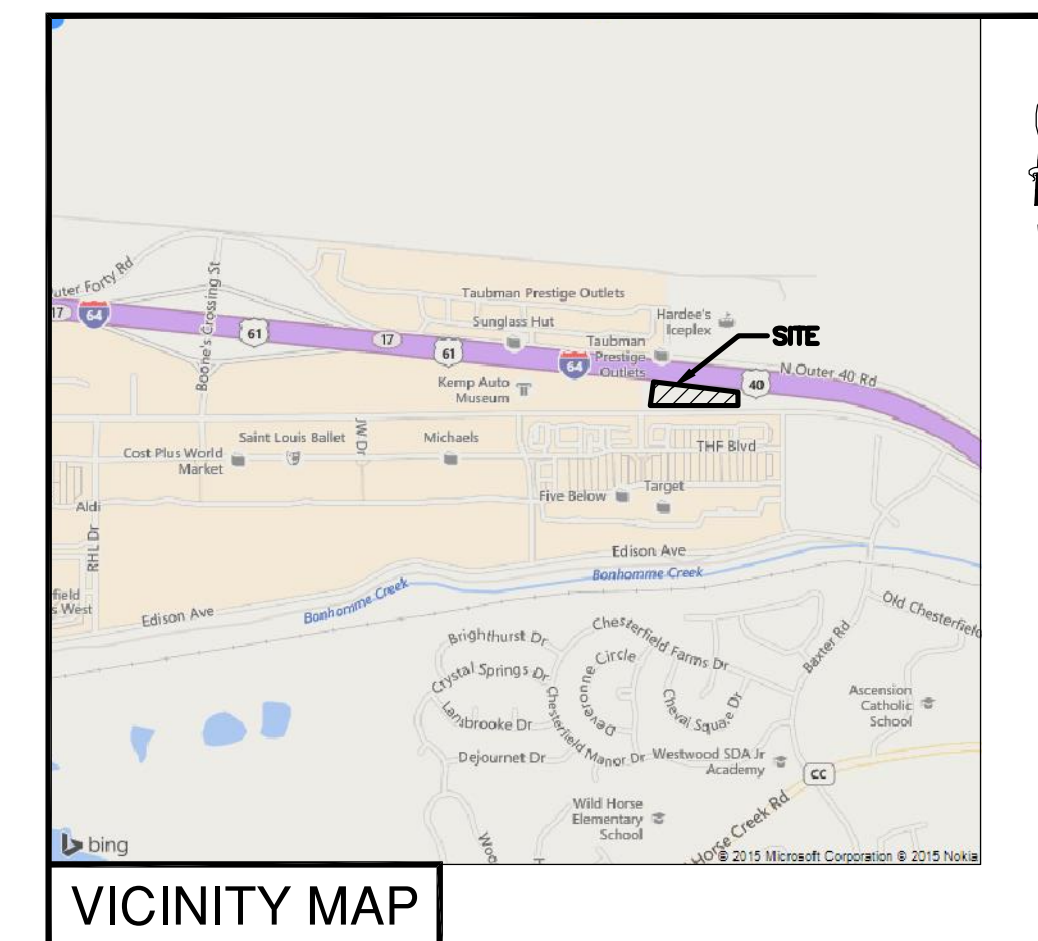 Outer Forty Rd
17
64
Boone's Crossing St
61
17
61
Taubman Prestige Outlets
Sunglass Hut
Hardee's
Iceplex
Taubman
Prestige
Outlets
64
SITE
N Outer 40 Rd
40
Kemp Auto
Museum
Saint Louis Ballet
JW Dr
Michaels
THF Blvd
Cost Plus World
Market
Five Below
Target
Aldi
RHL Dr
Edison Ave
Bonhomme Creek
field
s West
Edison Ave
Bonhomme Creek
Old Chesterfield
Brighthurst Dr
Chesterfield Farms Dr
Baxter Rd
Crystal Springs Dr
Deveronne Circle
Cheval Square Dr
Ascension
Catholic
School
Lansbrooke Dr
Chesterfield Manor Dr
Dejournet Dr
Westwood SDA Jr
Academy
CC
Wild Horse
Elementary
School
Horse Creek Rd
Woo
bing
© 2015 Microsoft Corporation © 2015 Nokia
VICINITY MAP